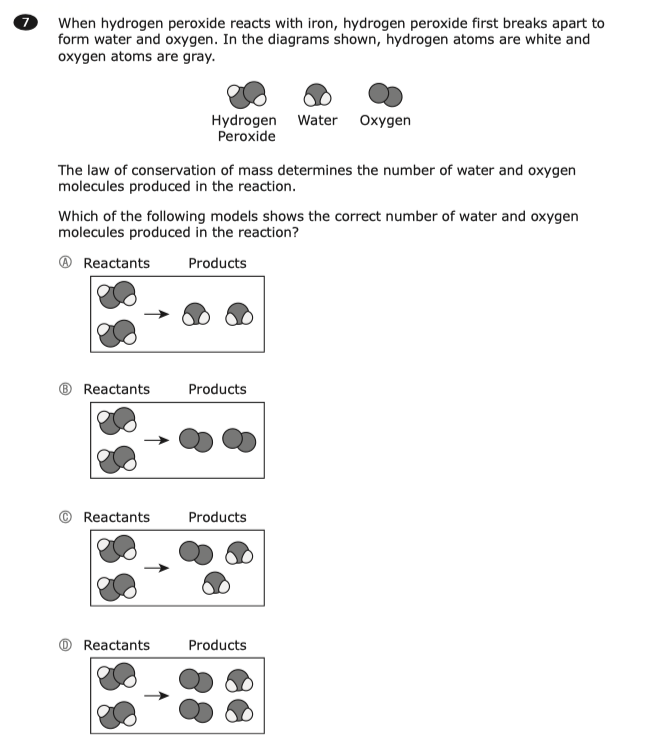 7 When hydrogen peroxide reacts with iron, hydrogen peroxide first breaks apart to
form water and oxygen. In the diagrams shown, hydrogen atoms are white and
oxygen atoms are gray.
Hydrogen Peroxide
Water
Oxygen
The law of conservation of mass determines the number of water and oxygen
molecules produced in the reaction.
Which of the following models shows the correct number of water and oxygen
molecules produced in the reaction?
Ⓐ Reactants Products
Ⓑ Reactants Products
Ⓒ Reactants Products
Ⓓ Reactants Products